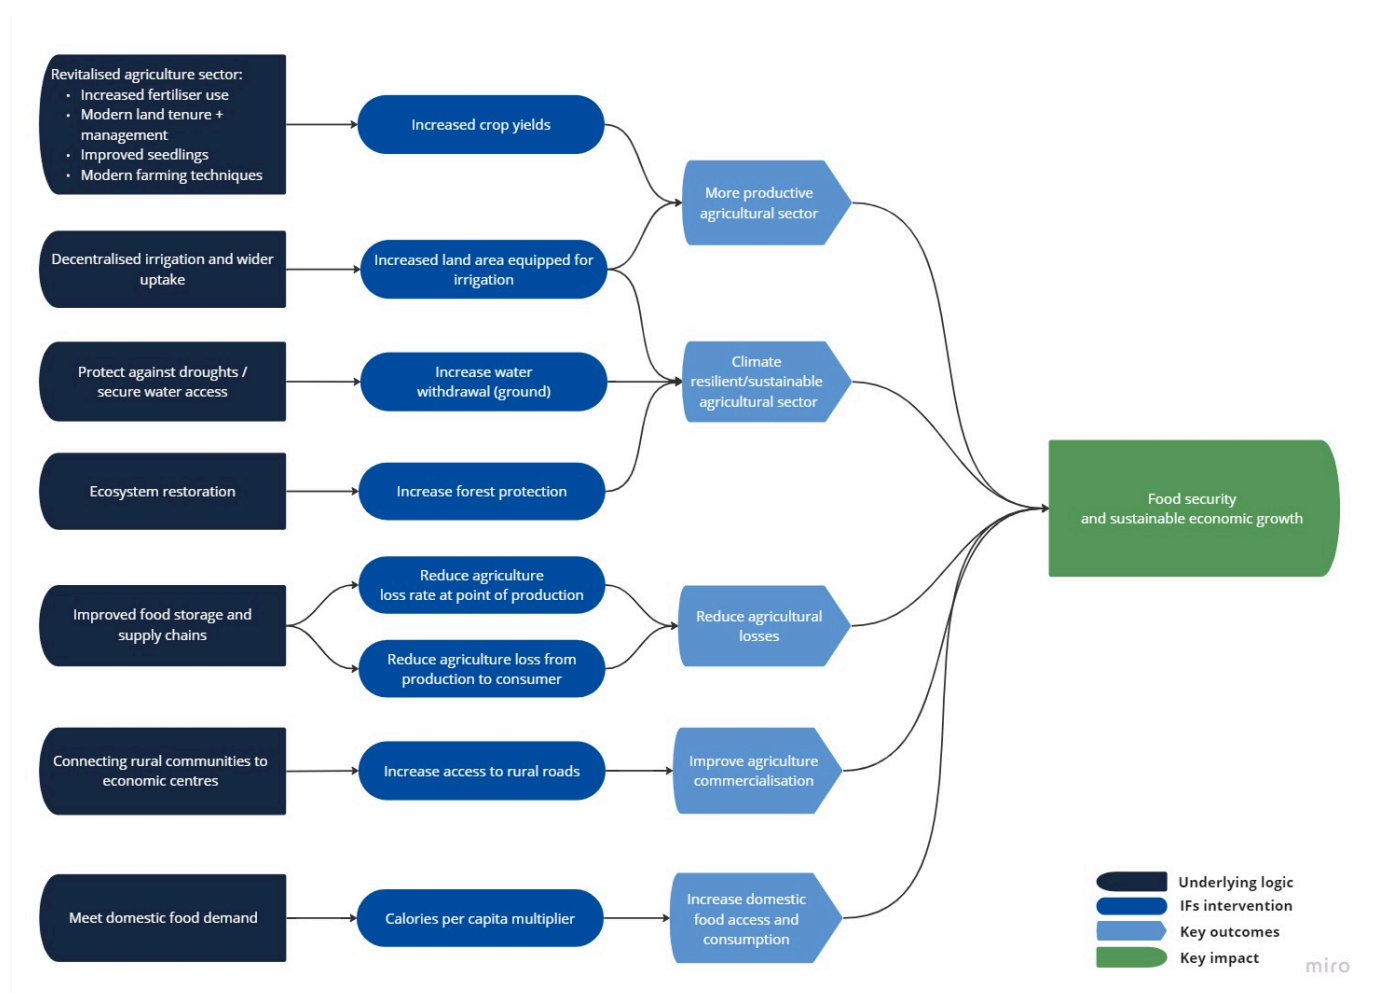 Revitalised agriculture sector:
• Increased fertiliser use
• Modern land tenure +
management
• Improved seedlings
• Modern farming techniques
Increased crop yields
More productive
agricultural sector
Decentralised irrigation and wider
uptake
Increased land area equipped for
irrigation
Protect against droughts /
secure water access
Increase water
withdrawal (ground)
Climate
resilient/sustainable
agricultural sector
Ecosystem restoration
Increase forest protection
Food security
and sustainable economic growth
Improved food storage and
supply chains
Reduce agriculture
loss rate at point of production
Reduce agriculture loss from
production to consumer
Reduce agricultural
losses
Connecting rural communities to
economic centres
Increase access to rural roads
Improve agriculture
commercialisation
Meet domestic food demand
Calories per capita multiplier
Increase domestic
food access and
consumption
Underlying logic
IFs intervention
Key outcomes
Key impact
miro